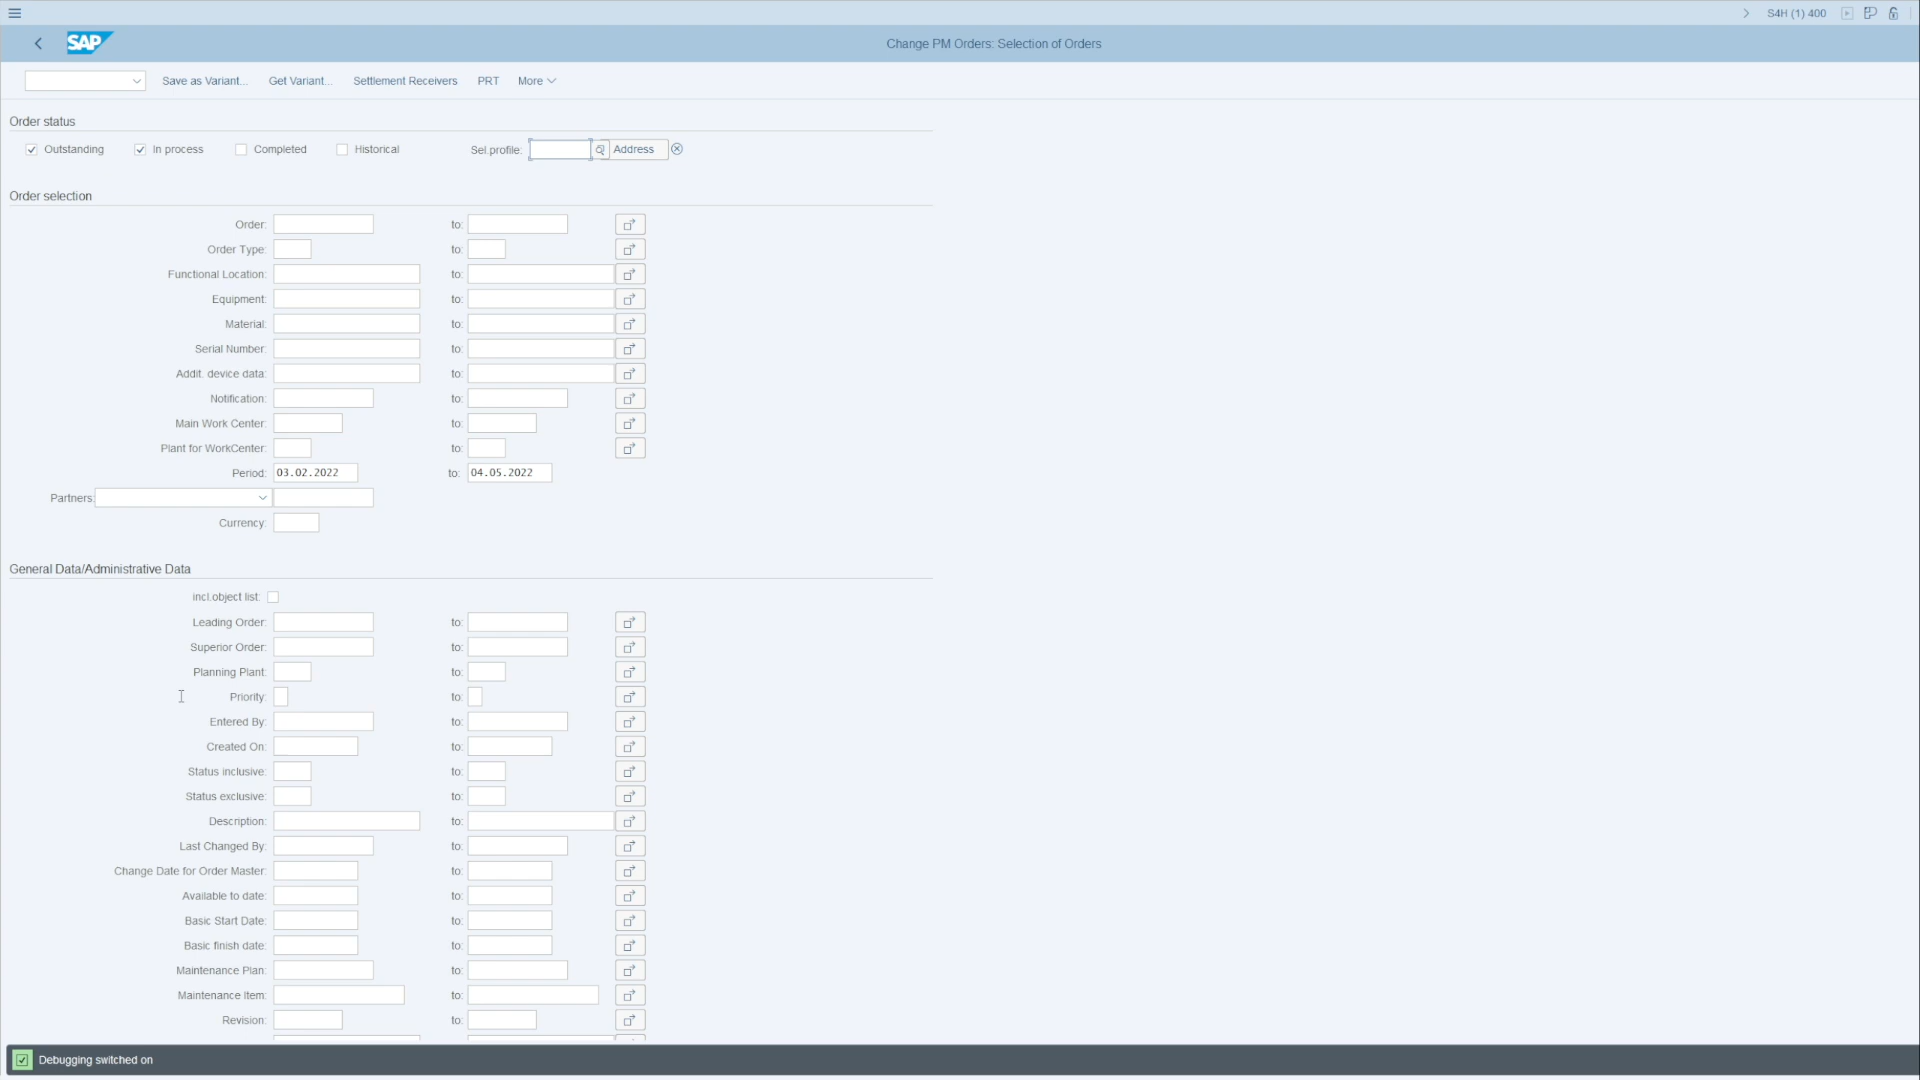 S4H (1) 400
SAP
Change PM Orders: Selection of Orders
Save as Variant... Get Variant... Settlement Receivers PRT More
Order status
Outstanding In process Completed Historical Sel.profile: Address
Order selection
Order: to:
Order Type: to:
Functional Location: to:
Equipment: to:
Material: to:
Serial Number: to:
Addit. device data: to:
Notification: to:
Main Work Center: to:
Plant for WorkCenter: to:
Period: 03.02.2022 to: 04.05.2022
Partners:
Currency:
General Data/Administrative Data
incl.object list:
Leading Order: to:
Superior Order: to:
Planning Plant: to:
Priority: to:
Entered By: to:
Created On: to:
Status inclusive: to:
Status exclusive: to:
Description: to:
Last Changed By: to:
Change Date for Order Master: to:
Available to date: to:
Basic Start Date: to:
Basic finish date: to:
Maintenance Plan: to:
Maintenance Item: to:
Revision: to:
Debugging switched on